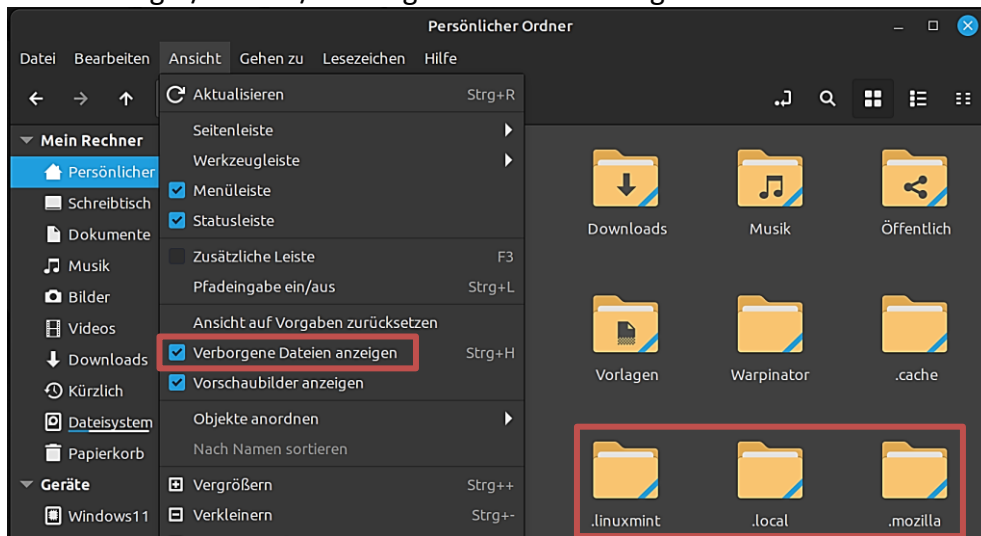 Persönlicher Ordner
Datei Bearbeiten Ansicht Gehen zu Lesezeichen Hilfe
Aktualisieren Strg+R
Seitenleiste
Werkzeugleiste
Menüleiste
Statusleiste
Zusätzliche Leiste F3
Pfadeingabe ein/aus Strg+L
Ansicht auf Vorgaben zurücksetzen
Verborgene Dateien anzeigen Strg+H
Vorschaubilder anzeigen
Objekte anordnen
Nach Namen sortieren
Vergrößern Strg++
Verkleinern Strg+-
Mein Rechner
Persönlicher
Schreibtisch
Dokumente
Musik
Bilder
Videos
Downloads
Kürzlich
Dateisystem
Papierkorb
Geräte
Windows11
Downloads Musik Öffentlich
Vorlagen Warpinator .cache
.linuxmint .local .mozilla